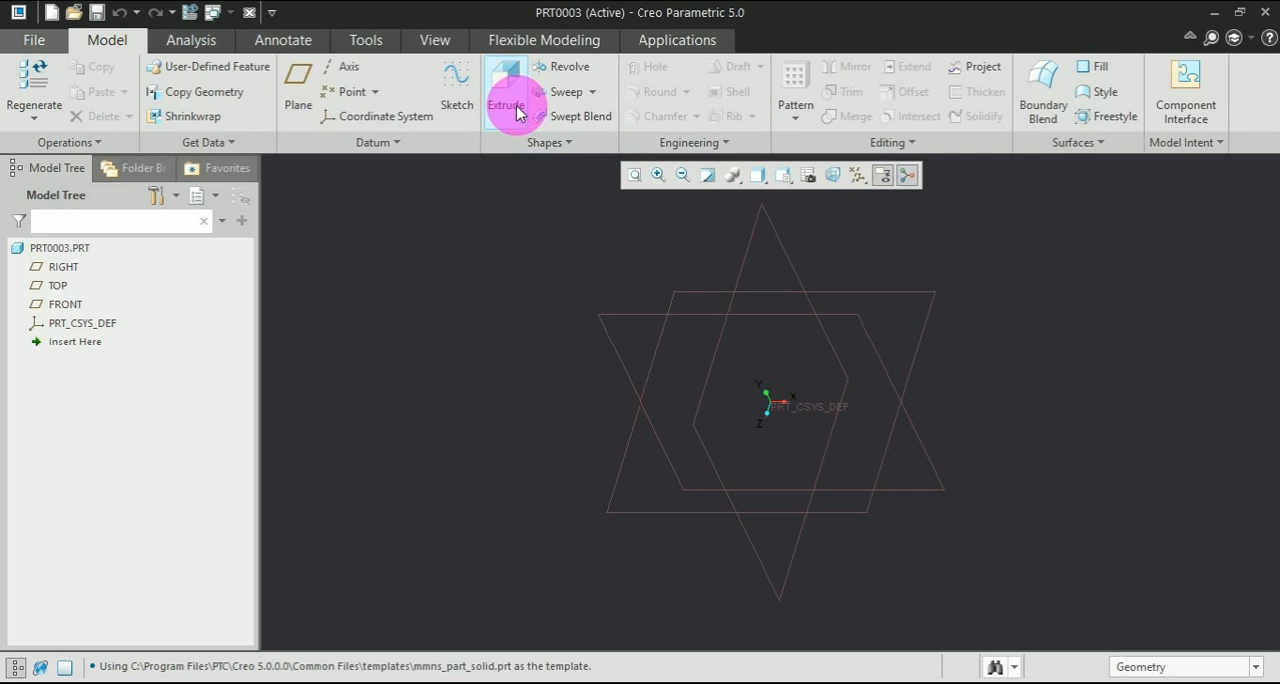 PRT0003 (Active) - Creo Parametric 5.0
File Model Analysis Annotate Tools View Flexible Modeling Applications
Regenerate
Copy
Paste
Delete
Operations
User-Defined Feature
Copy Geometry
Shrinkwrap
Get Data
Plane
Axis
Point
Coordinate System
Sketch
Datum
Extrude
Revolve
Sweep
Swept Blend
Shapes
Hole
Round
Chamfer
Draft
Shell
Rib
Engineering
Pattern
Mirror
Trim
Merge
Extend
Offset
Intersect
Project
Thicken
Solidify
Editing
Boundary
Blend
Fill
Style
Freestyle
Surfaces
Component
Interface
Model Intent
Model Tree Folder B Favorites
Model Tree
PRT0003.PRT
RIGHT
TOP
FRONT
PRT_CSYS_DEF
Insert Here
Y
X
PRT_CSYS_DEF
Z
Using C:\Program Files\PTC\Creo 5.0.0.0\Common Files\templates\mmns_part_solid.prt as the template.
Geometry